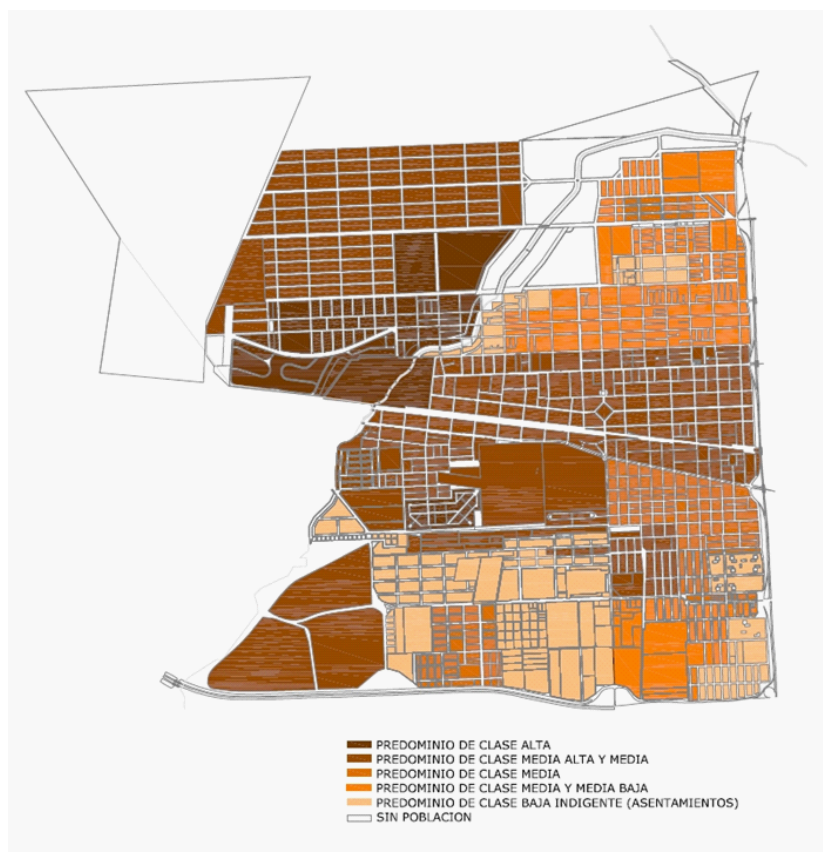 PREDOMINIO DE CLASE ALTA
PREDOMINIO DE CLASE MEDIA ALTA Y MEDIA
PREDOMINIO DE CLASE MEDIA
PREDOMINIO DE CLASE MEDIA Y MEDIA BAJA
PREDOMINIO DE CLASE BAJA INDIGENTE (ASENTAMIENTOS)
SIN POBLACION